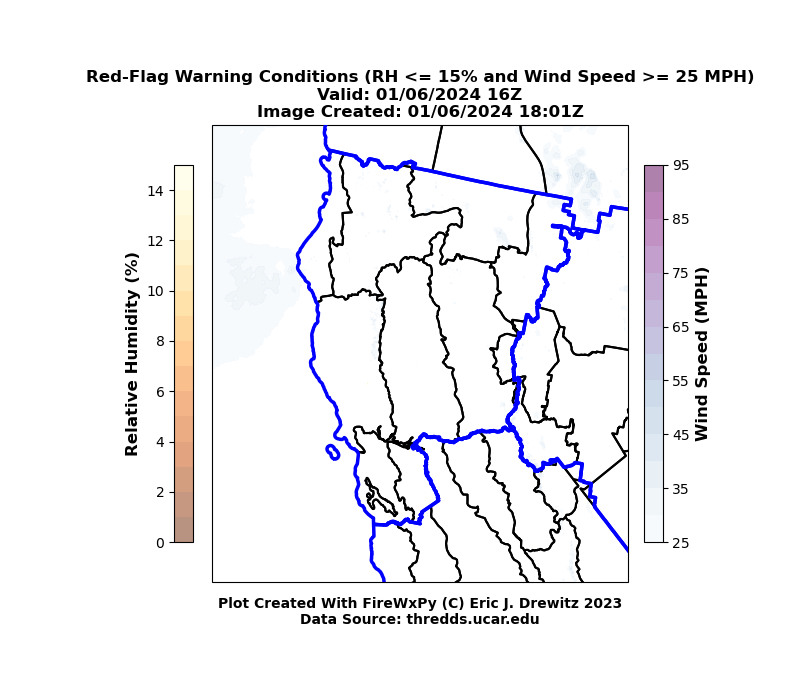 Red-Flag Warning Conditions (RH <= 15% and Wind Speed >= 25 MPH)
Valid: 01/06/2024 16Z
Image Created: 01/06/2024 18:01Z
Relative Humidity (%)
14
12
10
8
6
4
2
0
95
85
75
65
55
45
35
25
Wind Speed (MPH)
Plot Created With FireWxPy (C) Eric J. Drewitz 2023
Data Source: thredds.ucar.edu